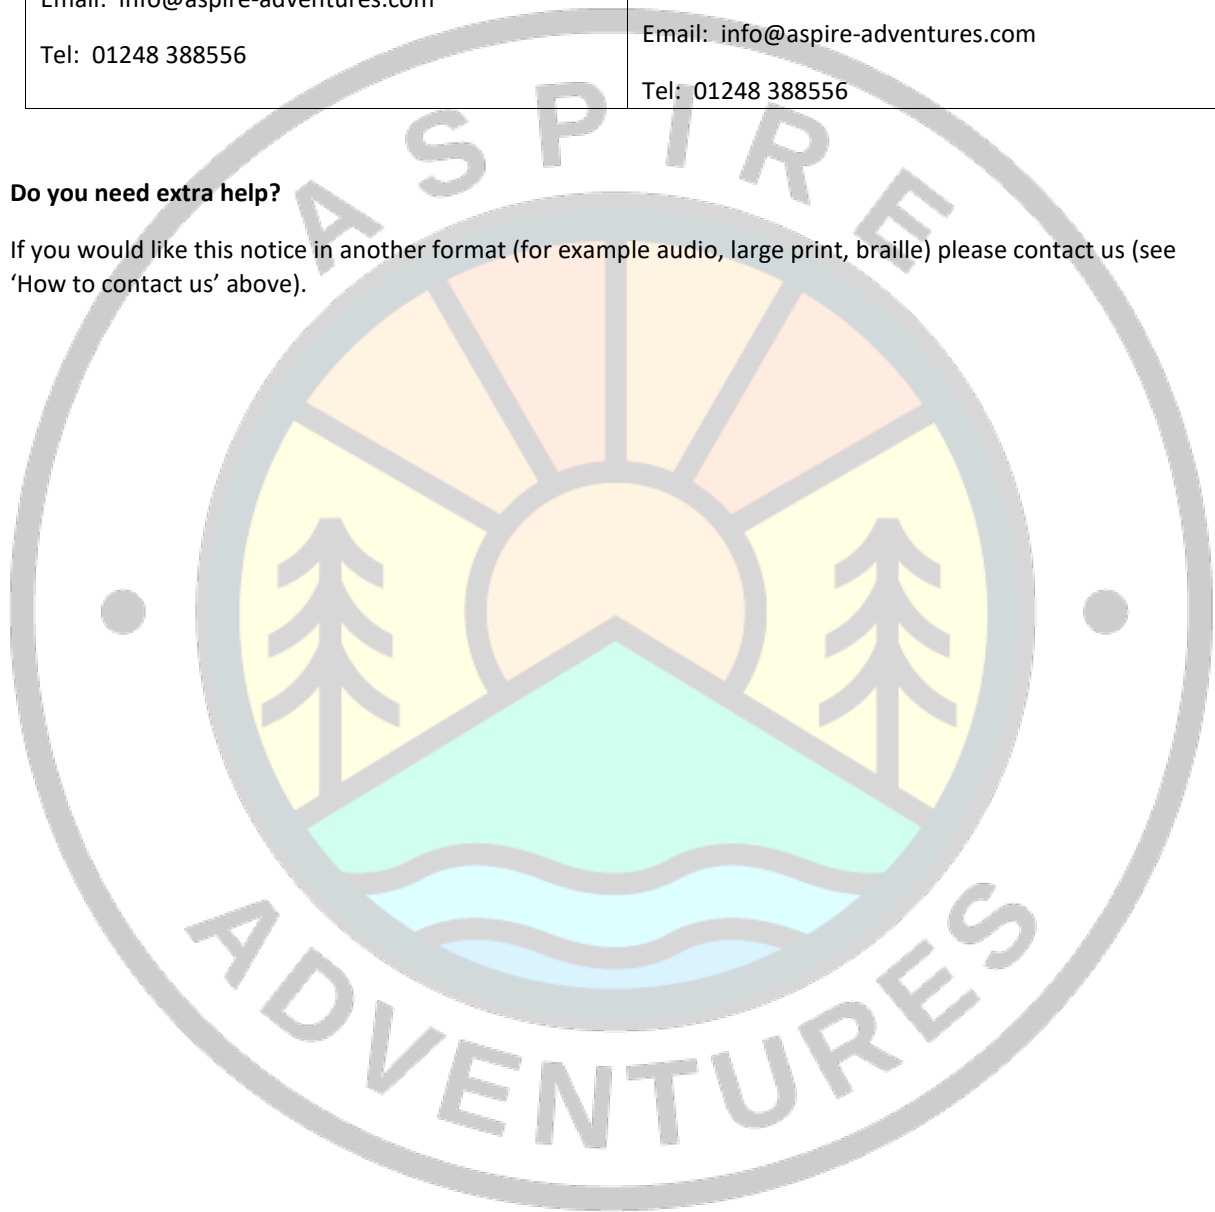 Email: info@aspire-adventures.com
Tel: 01248 388556
Email: info@aspire-adventures.com
Tel: 01248 388556
Do you need extra help?
If you would like this notice in another format (for example audio, large print, braille) please contact us (see
‘How to contact us’ above).
ASPIRE
ADVENTURES